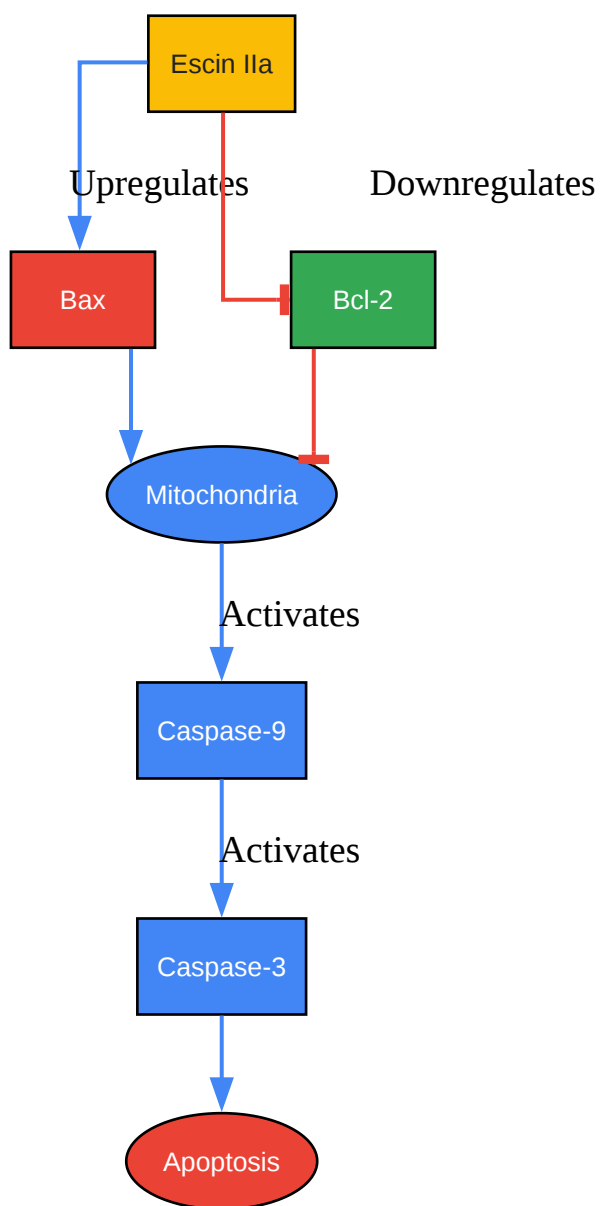 Escin IIa
Upregulates
Downregulates
Bax
Bcl-2
Mitochondria
Activates
Caspase-9
Activates
Caspase-3
Apoptosis